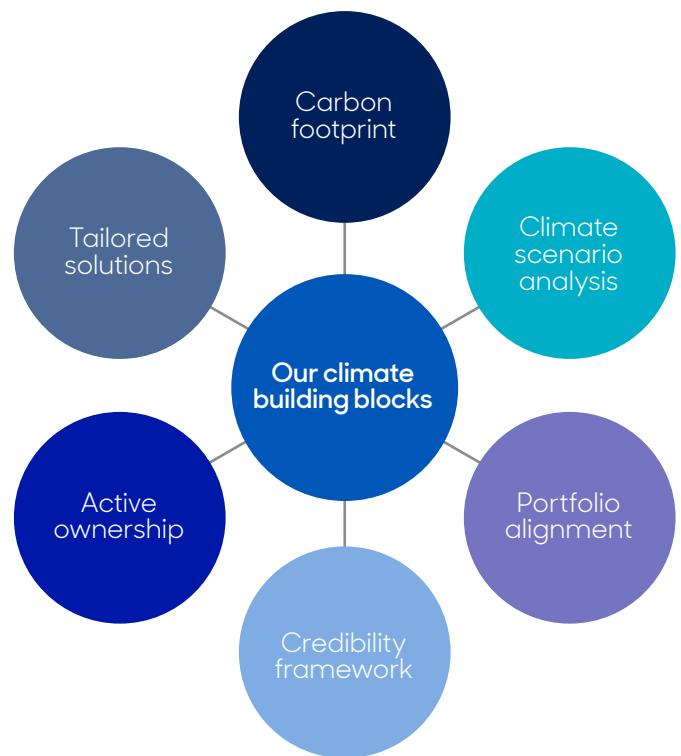 Carbon
footprint
Climate
scenario
analysis
Portfolio
alignment
Credibility
framework
Active
ownership
Tailored
solutions
Our climate
building blocks